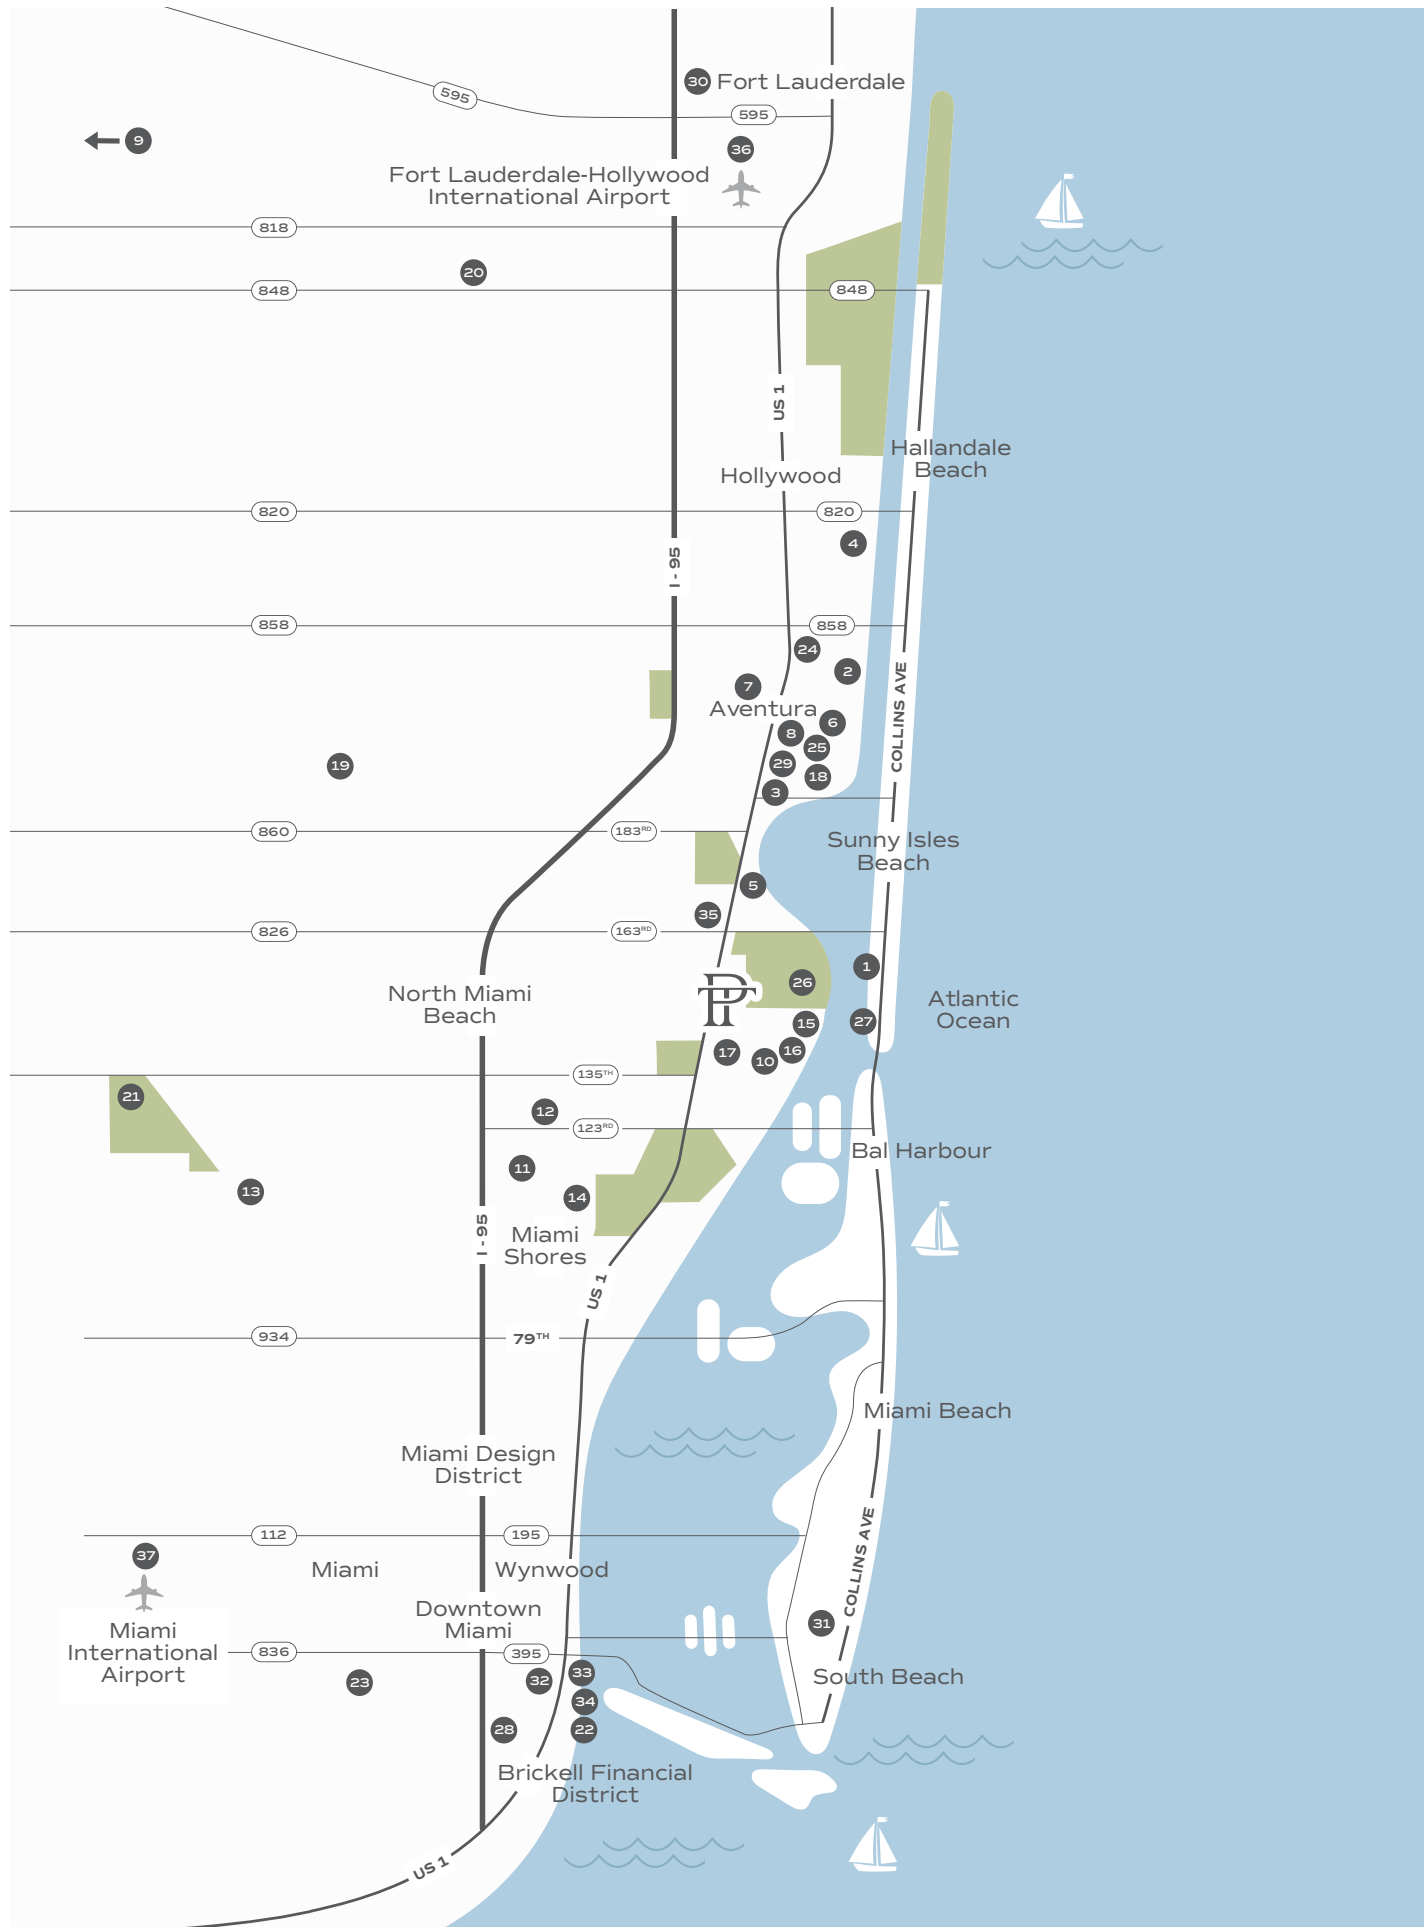 30 Fort Lauderdale
595
595
9
36
Fort Lauderdale-Hollywood
International Airport
818
20
848
848
US 1
Hallandale
Beach
Hollywood
820
820
4
I - 95
858
858
24
2
7
Aventura
COLLINS AVE
6
8
25
19
29
18
3
860
183RD
Sunny Isles
Beach
5
35
826
163RD
1
26
North Miami
Beach
PT
Atlantic
Ocean
15
27
17
16
10
135TH
21
12
123RD
Bal Harbour
11
13
14
I - 95
Miami
Shores
US 1
934
79TH
Miami Beach
Miami Design
District
112
195
37
Miami
Wynwood
COLLINS AVE
Downtown
Miami
31
Miami
International
Airport
836
395
33
South Beach
23
32
34
28
22
Brickell Financial
District
US 1